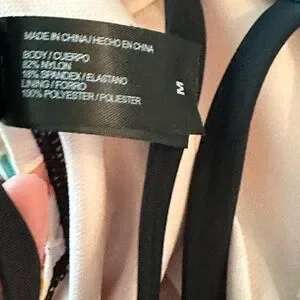 MADE IN CHINA / HECHO EN CHINA
BODY / CUERPO
82% NYLON
18% SPANDEX / ELASTANO
LINING / FORRO
100% POLYESTER / POLIESTER
M